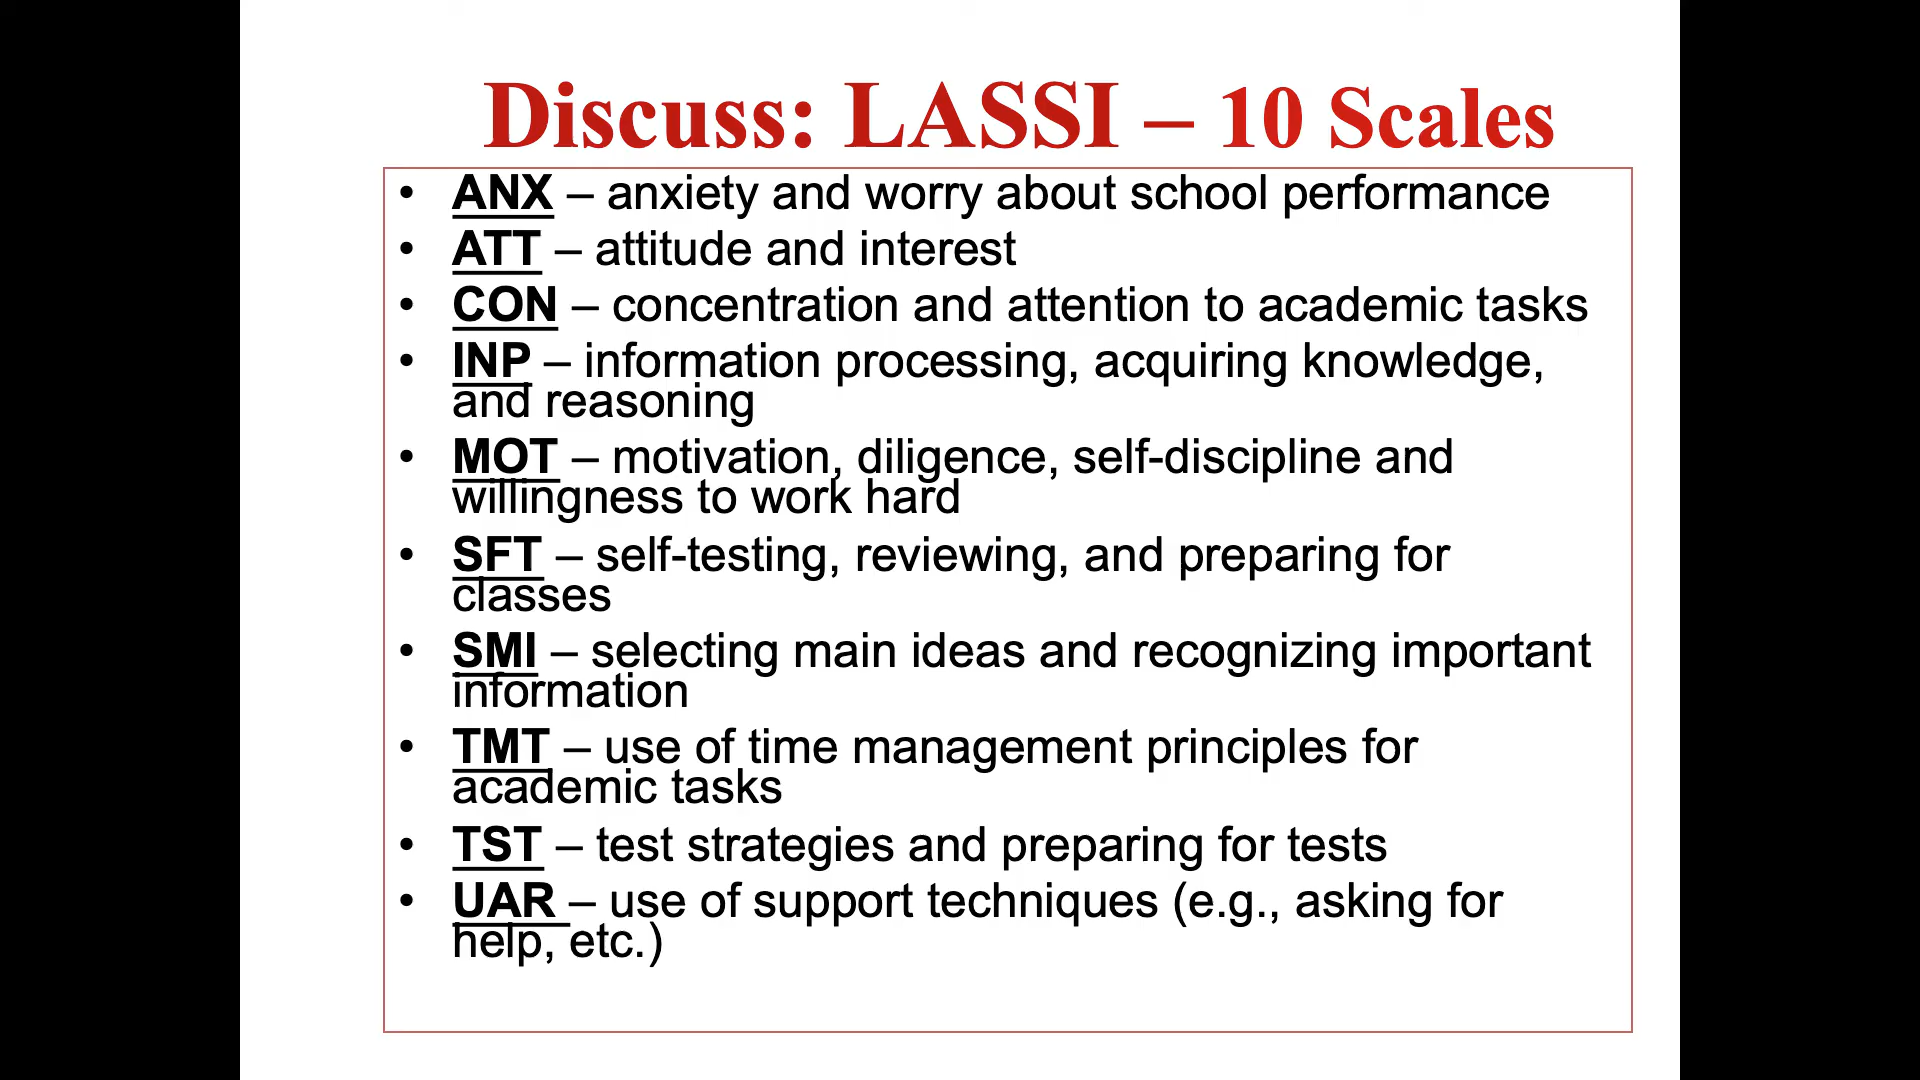 Discuss: LASSI – 10 Scales
• ANX – anxiety and worry about school performance
• ATT – attitude and interest
• CON – concentration and attention to academic tasks
• INP – information processing, acquiring knowledge,
and reasoning
• MOT – motivation, diligence, self-discipline and
willingness to work hard
• SFT – self-testing, reviewing, and preparing for
classes
• SMI – selecting main ideas and recognizing important
information
• TMT – use of time management principles for
academic tasks
• TST – test strategies and preparing for tests
• UAR – use of support techniques (e.g., asking for
help, etc.)